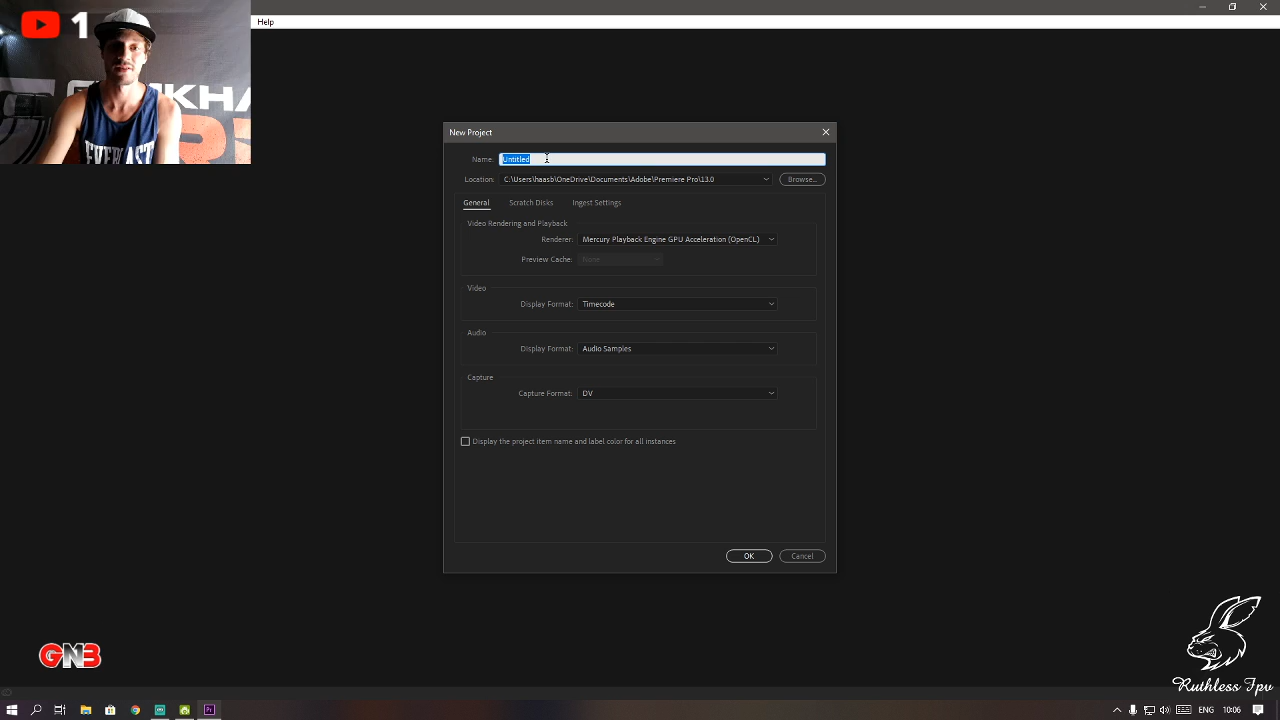 1
Help
EVERLAST
New Project
Name: Untitled
Location: C:\Users\haasb\OneDrive\Documents\Adobe\Premiere Pro\13.0 Browse...
General Scratch Disks Ingest Settings
Video Rendering and Playback
Renderer: Mercury Playback Engine GPU Acceleration (OpenCL)
Preview Cache: None
Video
Display Format: Timecode
Audio
Display Format: Audio Samples
Capture
Capture Format: DV
Display the project item name and label color for all instances
OK Cancel
GN3
Ruthless Fpv
Pr ENG 10:06